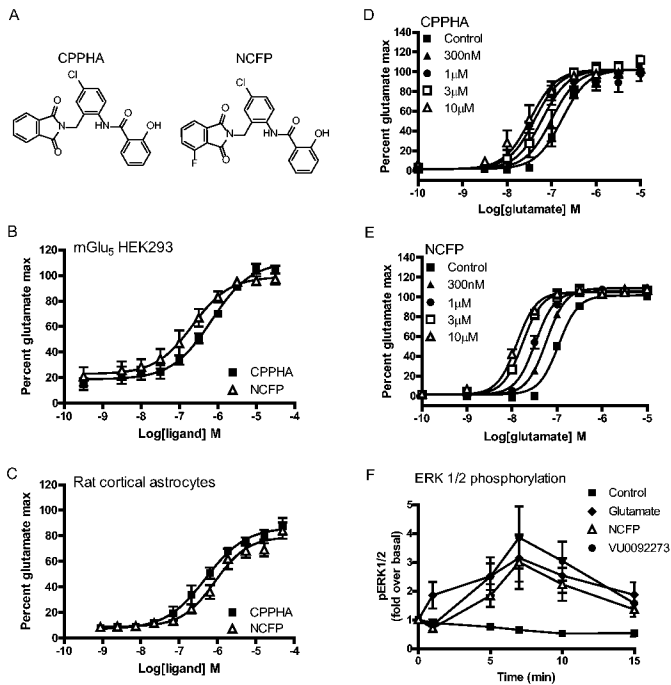 A
CPPHA
NCFP
Cl
O
N
O
HN
O
OH
Cl
O
N
O
F
HN
O
OH
B
mGlu5 HEK293
Percent glutamate max
120
100
80
60
40
20
0
-10 -9 -8 -7 -6 -5 -4
Log[ligand] M
CPPHA
NCFP
C
Rat cortical astrocytes
Percent glutamate max
120
100
80
60
40
20
0
-10 -9 -8 -7 -6 -5 -4
Log[ligand] M
CPPHA
NCFP
D
CPPHA
Control
300nM
1µM
3µM
10µM
Percent glutamate max
120
100
80
60
40
20
0
-10 -9 -8 -7 -6 -5
Log[glutamate] M
E
NCFP
Control
300nM
1µM
3µM
10µM
Percent glutamate max
120
100
80
60
40
20
0
-10 -9 -8 -7 -6 -5
Log[glutamate] M
F
ERK 1/2 phosphorylation
Control
Glutamate
NCFP
VU0092273
pERK1/2
(fold over basal)
5
4
3
2
1
0
0 5 10 15
Time (min)